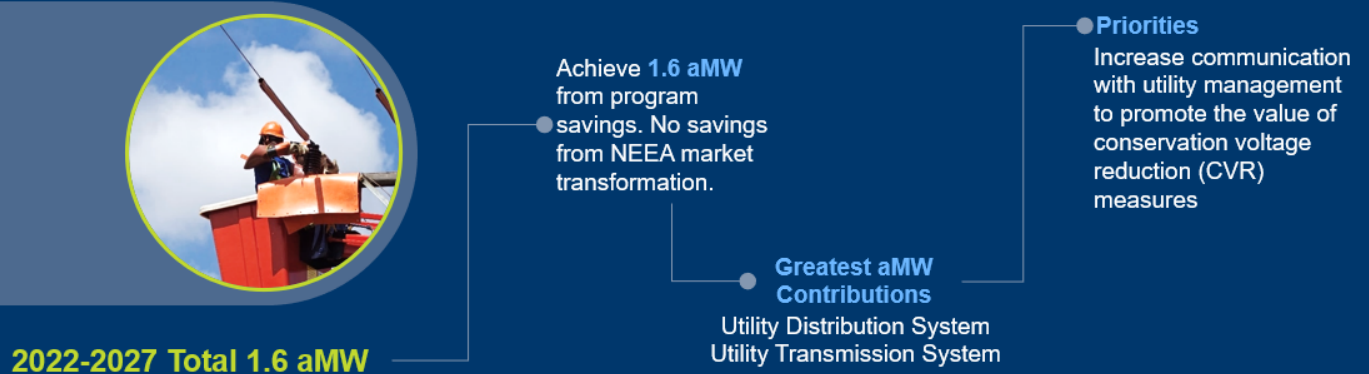 2022-2027 Total 1.6 aMW
Achieve 1.6 aMW
from program
savings. No savings
from NEEA market
transformation.
Greatest aMW
Contributions
Utility Distribution System
Utility Transmission System
Priorities
Increase communication
with utility management
to promote the value of
conservation voltage
reduction (CVR)
measures